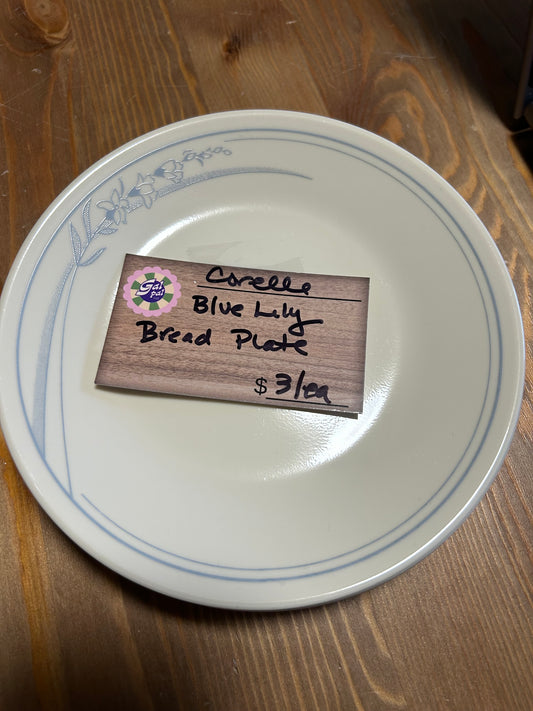 Gal
pal
Corelle
Blue Lily
Bread Plate
$ 3/ea